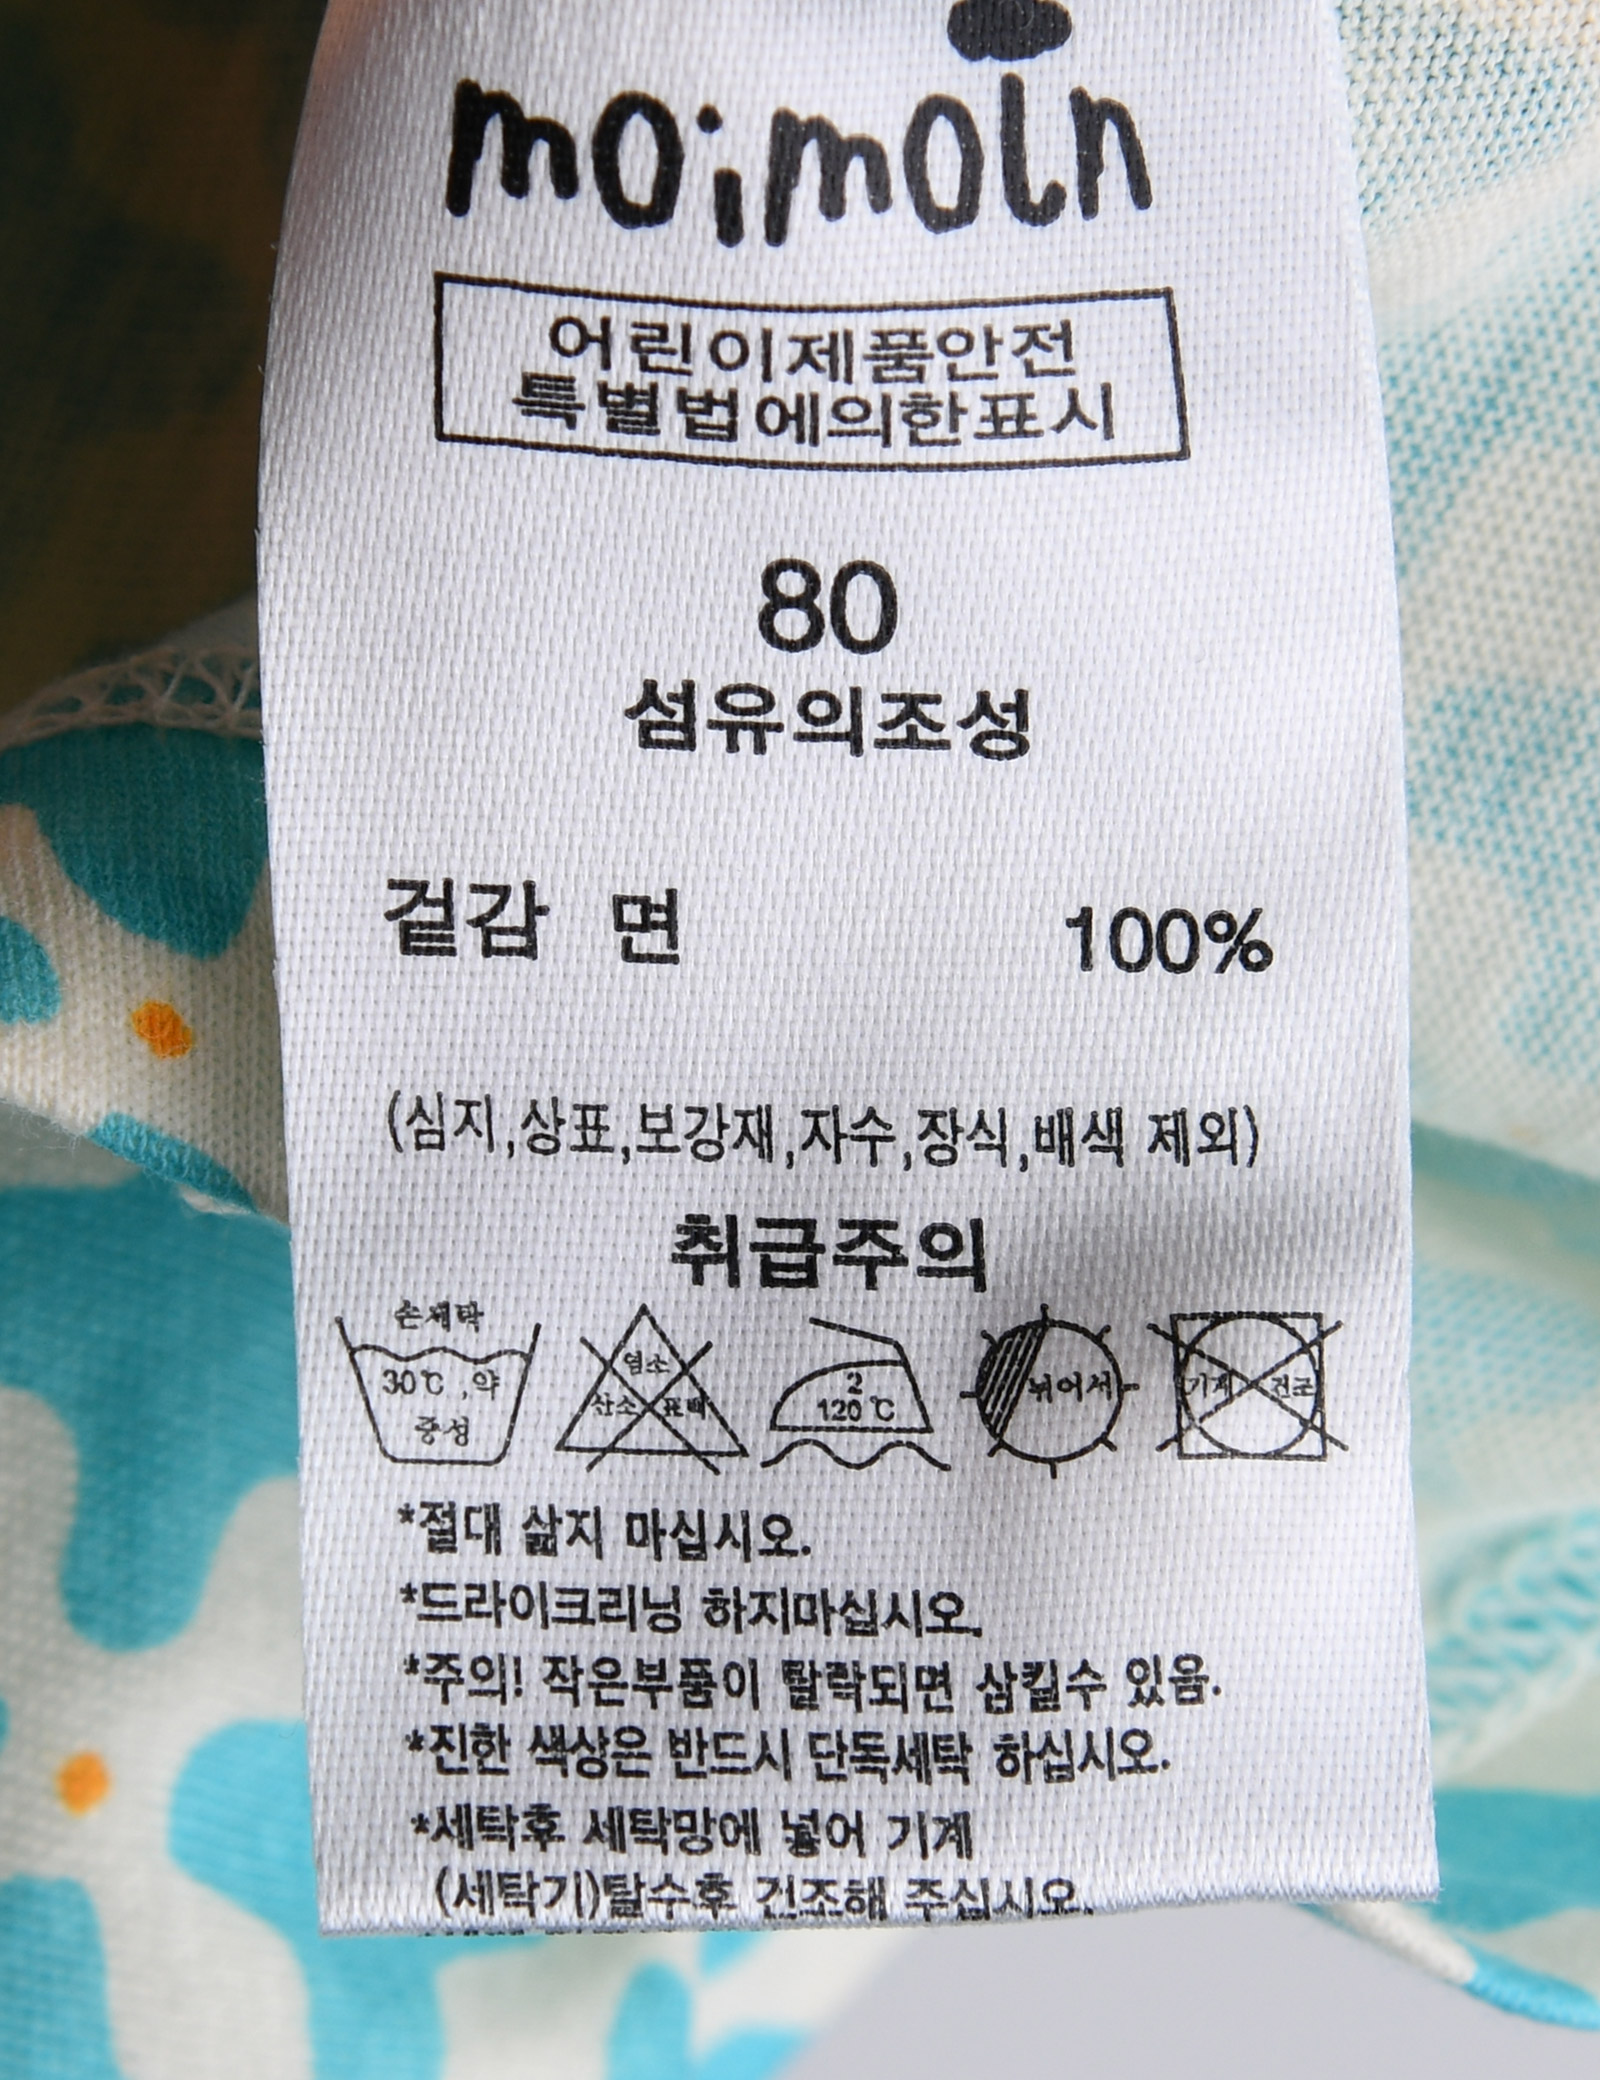 moimoln
어린이제품안전
특별법에의한표시
80
섬유의조성
겉감 면 100%
(심지,상표,보강재,자수,장식,배색 제외)
취급주의
손세탁
30℃ ,약
중성
염소
산소 표백
2
120℃
뉘어서
기계 건조
*절대 삶지 마십시오.
*드라이크리닝 하지마십시오.
*주의! 작은부품이 탈락되면 삼킬수 있음.
*진한 색상은 반드시 단독세탁 하십시오.
*세탁후 세탁망에 넣어 기계
(세탁기)탈수후 건조해 주십시오.